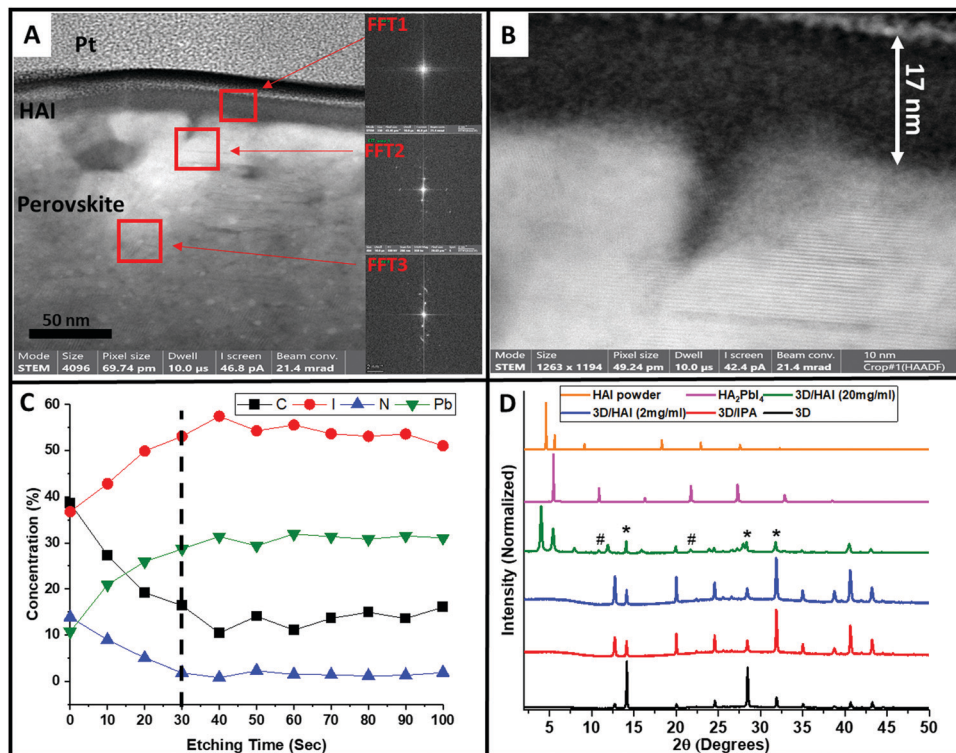 A
Pt
HAI
Perovskite
50 nm
FFT1
FFT2
FFT3
Mode Size Pixel size Dwell I screen Beam conv.
STEM 4096 69.74 pm 10.0 µs 46.8 pA 21.4 mrad
B
17 nm
Mode Size Pixel size Dwell I screen Beam conv. 10 nm
STEM 1263 x 1194 49.24 pm 10.0 µs 42.4 pA 21.4 mrad Crop#1(HAADF)
C
C I N Pb
Concentration (%)
60
50
40
30
20
10
0
0 10 20 30 40 50 60 70 80 90 100
Etching Time (Sec)
D
HAI powder HA₂PbI₄ 3D/HAI (20mg/ml)
3D/HAI (2mg/ml) 3D/IPA 3D
Intensity (Normalized)
# * # * *
5 10 15 20 25 30 35 40 45 50
2θ (Degrees)